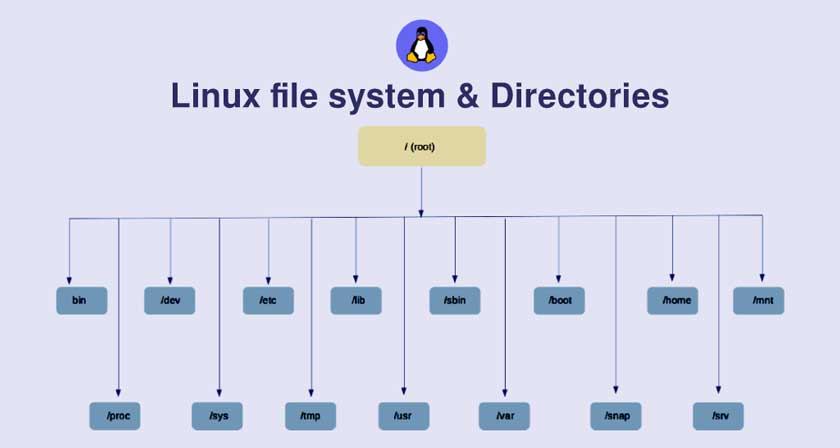 Linux file system & Directories
/ (root)
bin
/dev
/etc
/lib
/sbin
/boot
/home
/mnt
/proc
/sys
/tmp
/usr
/var
/snap
/srv